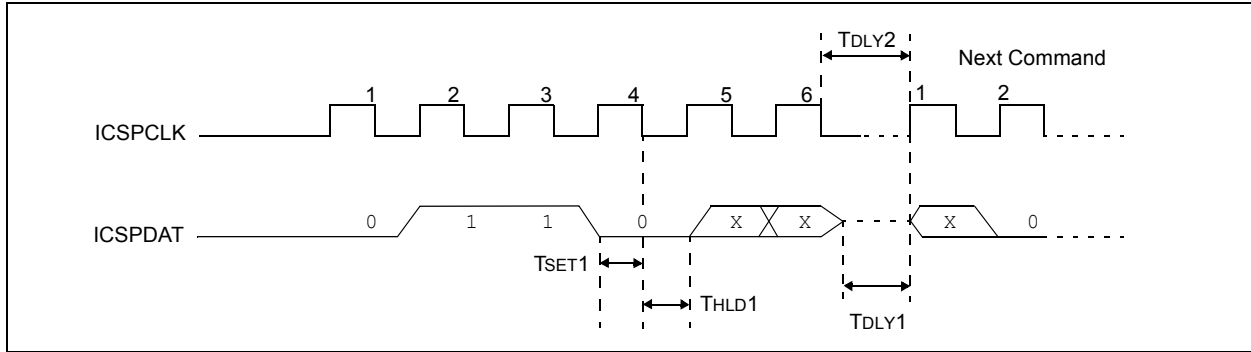 TDLY2
Next Command
1 2 3 4 5 6 1 2
ICSPCLK
ICSPDAT
0 1 1 0 X X X 0
TSET1
THLD1
TDLY1